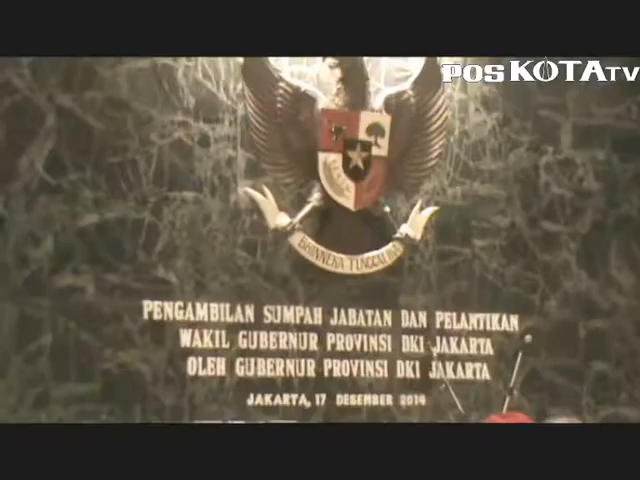 POSKOTATV
BHINNEKA TUNGGAL IKA
PENGAMBILAN SUMPAH JABATAN DAN PELANTIKAN
WAKIL GUBERNUR PROVINSI DKI JAKARTA
OLEH GUBERNUR PROVINSI DKI JAKARTA
JAKARTA, 17 DESEMBER 2014